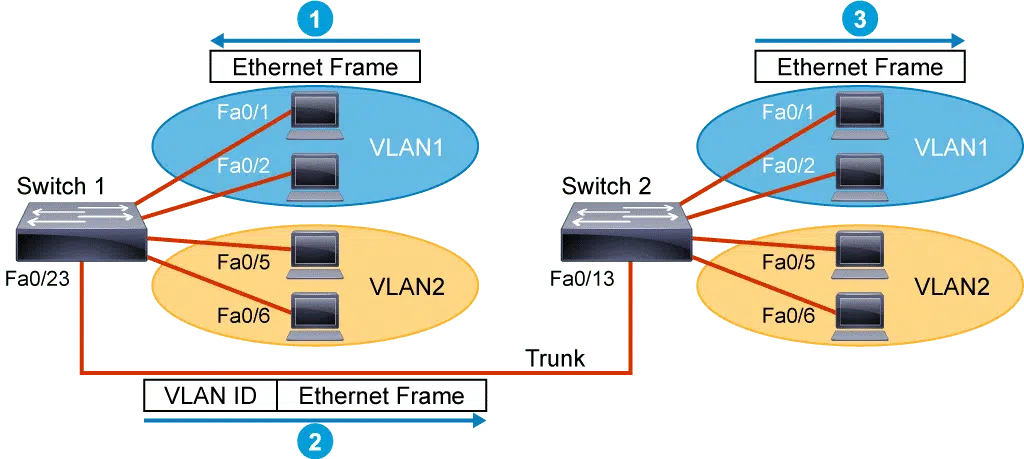 1
Ethernet Frame
Fa0/1
VLAN1
Fa0/2
Switch 1
Fa0/5
Fa0/23
VLAN2
Fa0/6
3
Ethernet Frame
Fa0/1
VLAN1
Fa0/2
Switch 2
Fa0/5
Fa0/13
VLAN2
Fa0/6
Trunk
VLAN ID Ethernet Frame
2